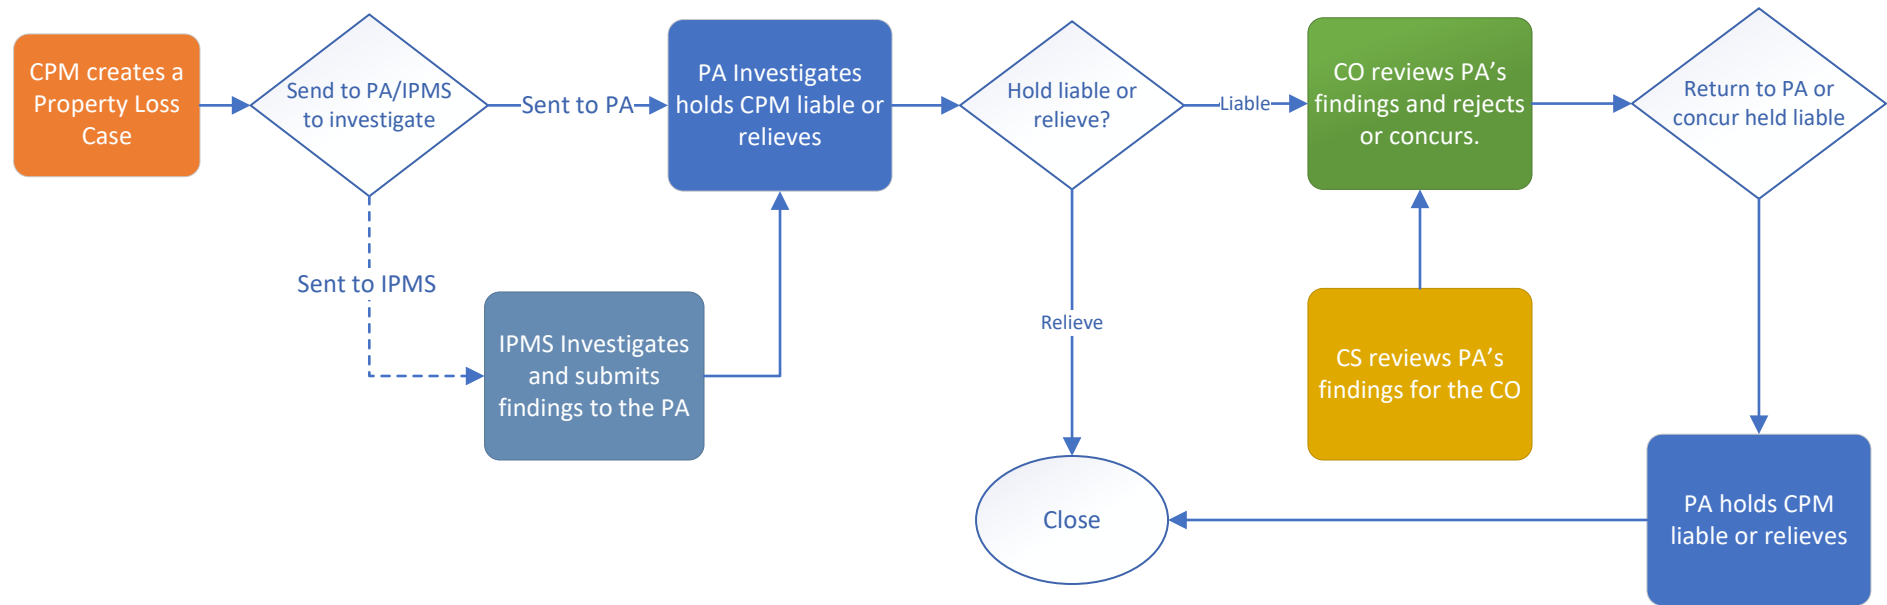 CPM creates a
Property Loss
Case
Send to PA/IPMS
to investigate
Sent to PA
PA Investigates
holds CPM liable or
relieves
Hold liable or
relieve?
Liable
CO reviews PA’s
findings and rejects
or concurs.
Return to PA or
concur held liable
Sent to IPMS
IPMS Investigates
and submits
findings to the PA
Relieve
CS reviews PA’s
findings for the CO
Close
PA holds CPM
liable or relieves